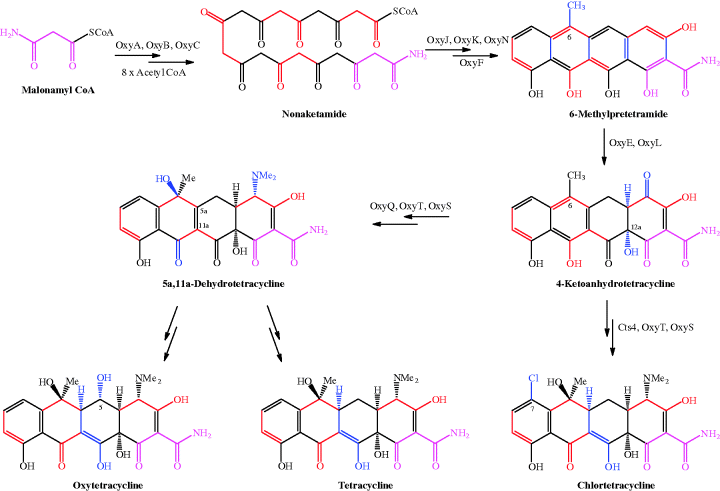 SCoA
H2N
O
O
Malonamyl CoA
OxyA, OxyB, OxyC
8 x Acetyl CoA
O O O O SCoA
O O O O O
NH2
Nonaketamide
OxyJ, OxyK, OxyN
OxyF
CH3
6
OH
NH2
OH OH OH OH O
6-Methylpretetramide
OxyE, OxyL
HO Me
H
NMe2
OH
5a
11a
NH2
OH
OH O O O O
5a,11a-Dehydrotetracycline
OxyQ, OxyT, OxyS
CH3
H
O
OH
6
12a
NH2
OH
OH OH O O O
4-Ketoanhydrotetracycline
Cts4, OxyT, OxyS
HO Me
H
OH
H
NMe2
5
OH
NH2
OH
OH O OH O O
Oxytetracycline
HO Me
H
H
NMe2
OH
NH2
OH
OH O OH O O
Tetracycline
Cl
HO Me
H
H
NMe2
7
OH
NH2
OH
OH O OH O O
Chlortetracycline